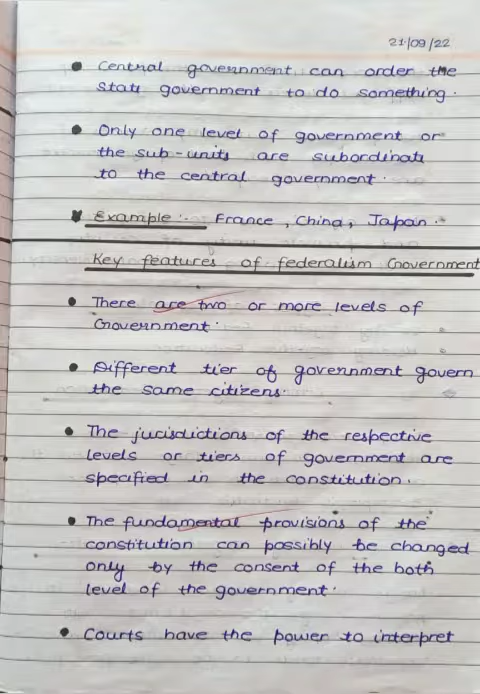 21/09/22
• Central government can order the
state government to do something.
• Only one level of government or
the sub-units are subordinate
to the central government.
* Example :- France, China, Japan.
Key features of federalism Government
• There are two or more levels of
Government.
• Different tier of government govern
the same citizens.
• The jucisdictions of the respective
levels or tiers of government are
specified in the constitution.
• The fundamental provisions of the
constitution can possibly be changed
only by the consent of the both
level of the government.
• Courts have the power to interpret